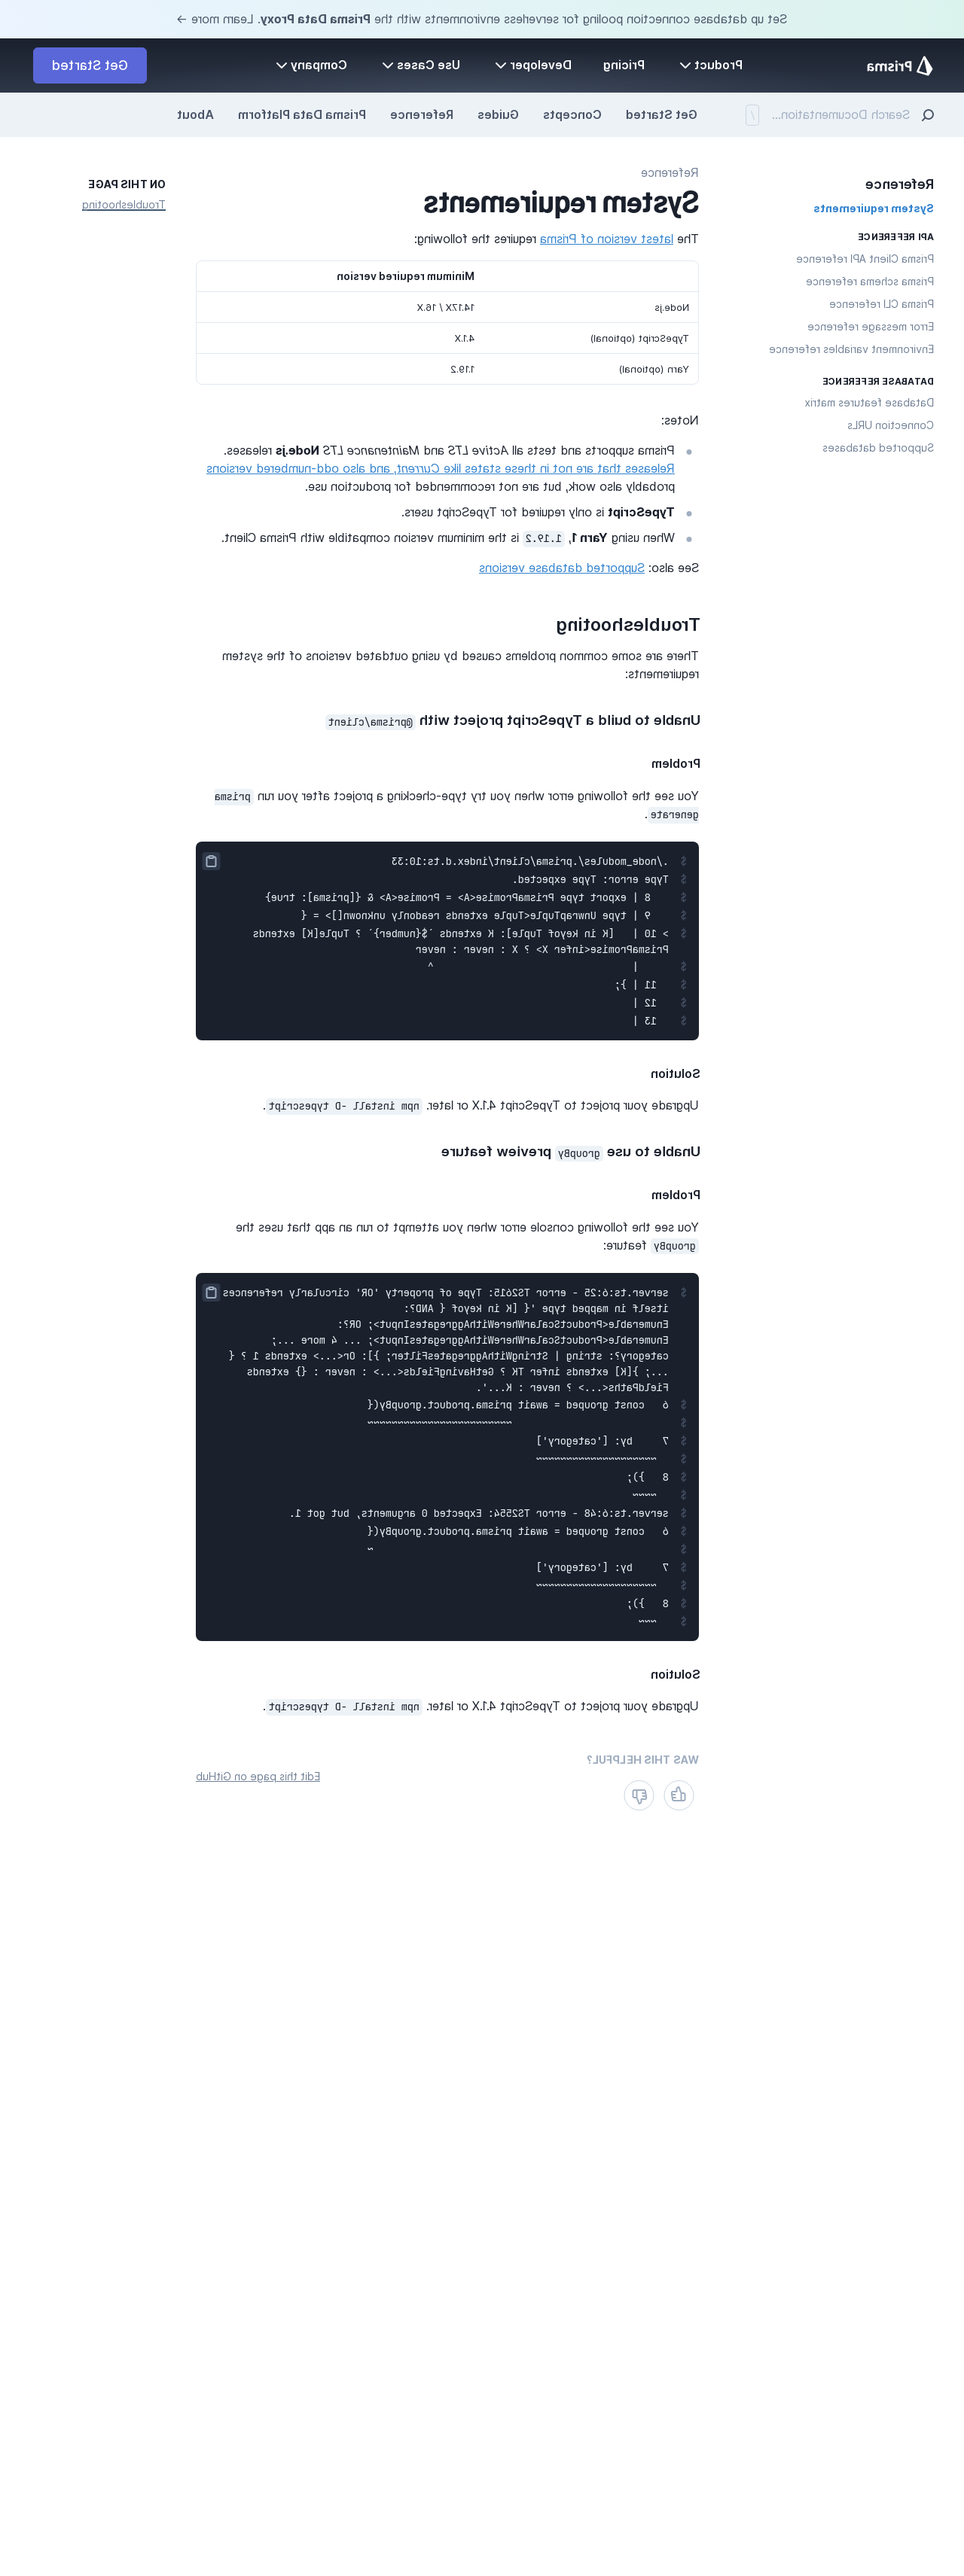 Set up database connection pooling for serverless environments with the Prisma Data Proxy. Learn more →
Prisma
Product
Pricing
Developer
Use Cases
Company
Get Started
Search Documentation... /
Get Started
Concepts
Guides
Reference
Prisma Data Platform
About
Reference
System requirements
API REFERENCE
Prisma Client API reference
Prisma schema reference
Prisma CLI reference
Error message reference
Environment variables reference
DATABASE REFERENCE
Database features matrix
Connection URLs
Supported databases
Reference
System requirements
The latest version of Prisma requires the following:
Minimum required version
Node.js 14.17.X / 16.X
TypeScript (optional) 4.1.X
Yarn (optional) 1.19.2
Notes:
Prisma supports and tests all Active LTS and Maintenance LTS Node.js releases.
Releases that are not in these states like Current, and also odd-numbered versions
probably also work, but are not recommended for production use.
TypeScript is only required for TypeScript users.
When using Yarn 1, 1.19.2 is the minimum version compatible with Prisma Client.
See also: Supported database versions
Troubleshooting
There are some common problems caused by using outdated versions of the system
requirements:
Unable to build a TypeScript project with @prisma/client
Problem
You see the following error when you try type-checking a project after you run prisma
generate.
$ ./node_modules/.prisma/client/index.d.ts:10:33
$ Type error: Type expected.
$    8 | export type PrismaPromise<A> = Promise<A> & {[prisma]: true}
$    9 | type UnwrapTuple<Tuple extends readonly unknown[]> = {
$ > 10 |   [K in keyof Tuple]: K extends `${number}` ? Tuple[K] extends
PrismaPromise<infer X> ? X : never : never
$      |                                 ^
$   11 | };
$   12 |
$   13 |
Solution
Upgrade your project to TypeScript 4.1.X or later. npm install -D typescript.
Unable to use groupBy preview feature
Problem
You see the following console error when you attempt to run an app that uses the
groupBy feature:
$ server.ts:6:25 - error TS2615: Type of property 'OR' circularly references
itself in mapped type '{ [K in keyof { AND?:
Enumerable<ProductScalarWhereWithAggregatesInput>; OR?:
Enumerable<ProductScalarWhereWithAggregatesInput>; ... 4 more ...;
category?: string | StringWithAggregatesFilter; }]: Or<...> extends 1 ? {
...; }[K] extends infer TK ? GetHavingFields<...> : never : {} extends
FieldPaths<...> ? never : K...'.
$ 6   const grouped = await prisma.product.groupBy({
$                           ~~~~~~~~~~~~~~~~~~~~~~~~
$ 7     by: ['category']
$   ~~~~~~~~~~~~~~~~~~~~
$ 8   });
$   ~~~~
$ server.ts:6:48 - error TS2554: Expected 0 arguments, but got 1.
$ 6   const grouped = await prisma.product.groupBy({
$                                                  ~
$ 7     by: ['category']
$   ~~~~~~~~~~~~~~~~~~~~
$ 8   });
$   ~~~
Solution
Upgrade your project to TypeScript 4.1.X or later. npm install -D typescript.
WAS THIS HELPFUL?
Edit this page on GitHub
ON THIS PAGE
Troubleshooting